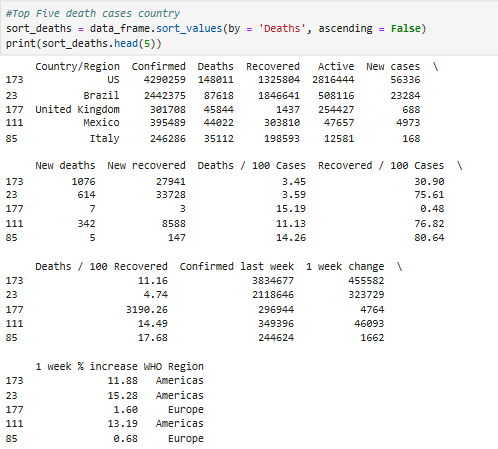 #Top Five death cases country
sort_deaths = data_frame.sort_values(by = 'Deaths', ascending = False)
print(sort_deaths.head(5))
Country/Region Confirmed Deaths Recovered Active New cases \
173 US 4290259 148011 1325804 2816444 56336
23 Brazil 2442375 87618 1846641 508116 23284
177 United Kingdom 301708 45844 1437 254427 688
111 Mexico 395489 44022 303810 47657 4973
85 Italy 246286 35112 198593 12581 168
New deaths New recovered Deaths / 100 Cases Recovered / 100 Cases \
173 1076 27941 3.45 30.90
23 614 33728 3.59 75.61
177 7 3 15.19 0.48
111 342 8588 11.13 76.82
85 5 147 14.26 80.64
Deaths / 100 Recovered Confirmed last week 1 week change \
173 11.16 3834677 455582
23 4.74 2118646 323729
177 3190.26 296944 4764
111 14.49 349396 46093
85 17.68 244624 1662
1 week % increase WHO Region
173 11.88 Americas
23 15.28 Americas
177 1.60 Europe
111 13.19 Americas
85 0.68 Europe